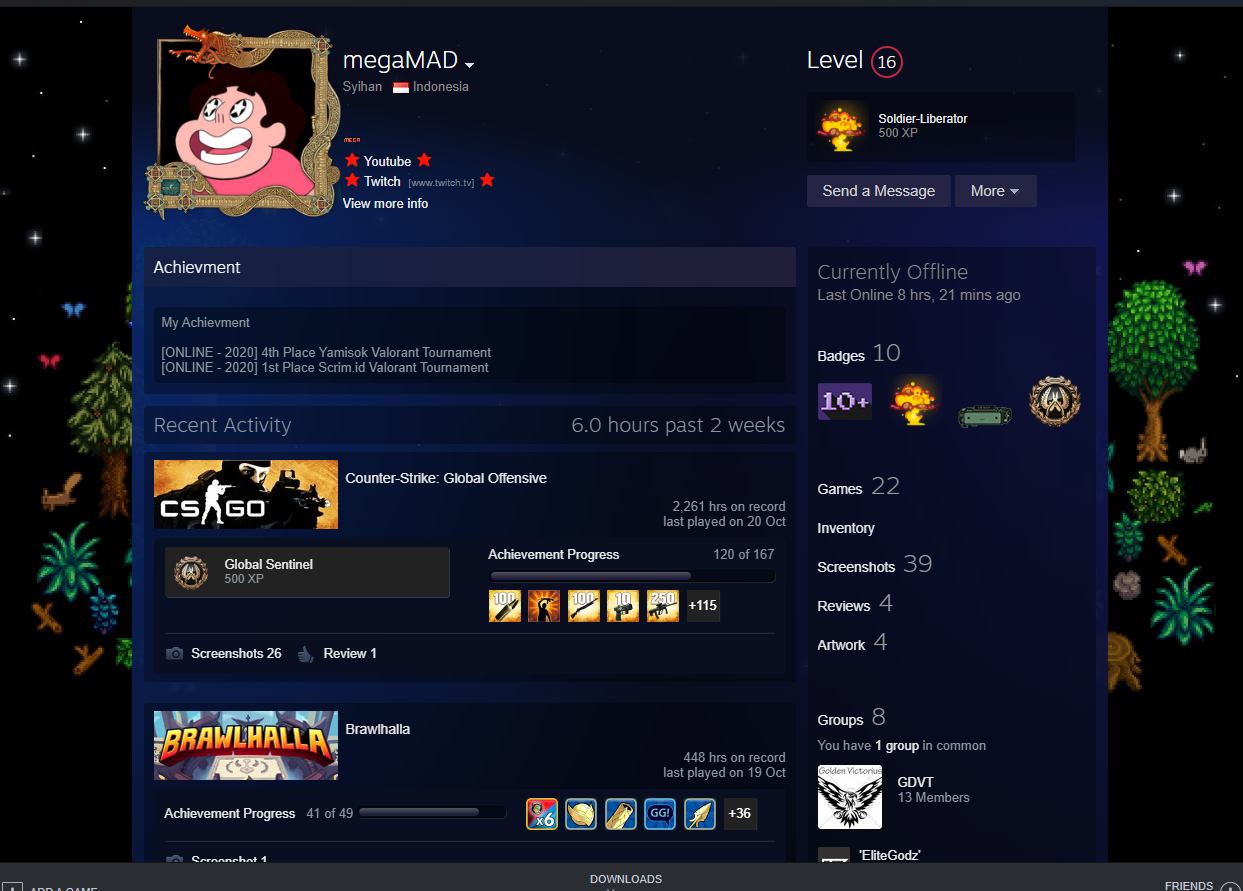 megaMAD
Syihan Indonesia
MEGA
Youtube
Twitch [www.twitch.tv]
View more info
Level 16
Soldier-Liberator
500 XP
Send a Message More
Achievment
My Achievment
[ONLINE - 2020] 4th Place Yamisok Valorant Tournament
[ONLINE - 2020] 1st Place Scrim.id Valorant Tournament
Recent Activity 6.0 hours past 2 weeks
CS GO
Counter-Strike: Global Offensive
2,261 hrs on record
last played on 20 Oct
Global Sentinel
500 XP
Achievement Progress 120 of 167
100 100 10 250 +115
Screenshots 26 Review 1
BRAWLHALLA
Brawlhalla
448 hrs on record
last played on 19 Oct
Achievement Progress 41 of 49 x6 GG! +36
Screenshot 1
Currently Offline
Last Online 8 hrs, 21 mins ago
Badges 10
10+
Games 22
Inventory
Screenshots 39
Reviews 4
Artwork 4
Groups 8
You have 1 group in common
Golden Victorius
GDVT
13 Members
'EliteGodz'
ADD A GAME
DOWNLOADS
FRIENDS